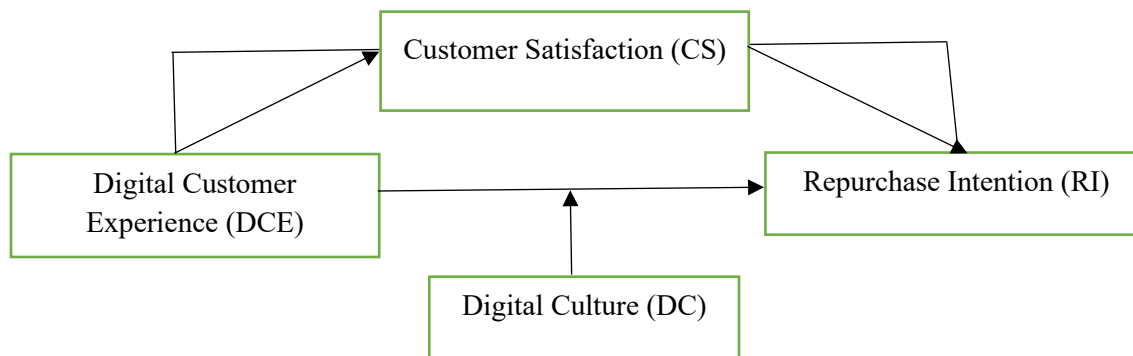 Customer Satisfaction (CS)
Digital Customer
Experience (DCE)
Repurchase Intention (RI)
Digital Culture (DC)